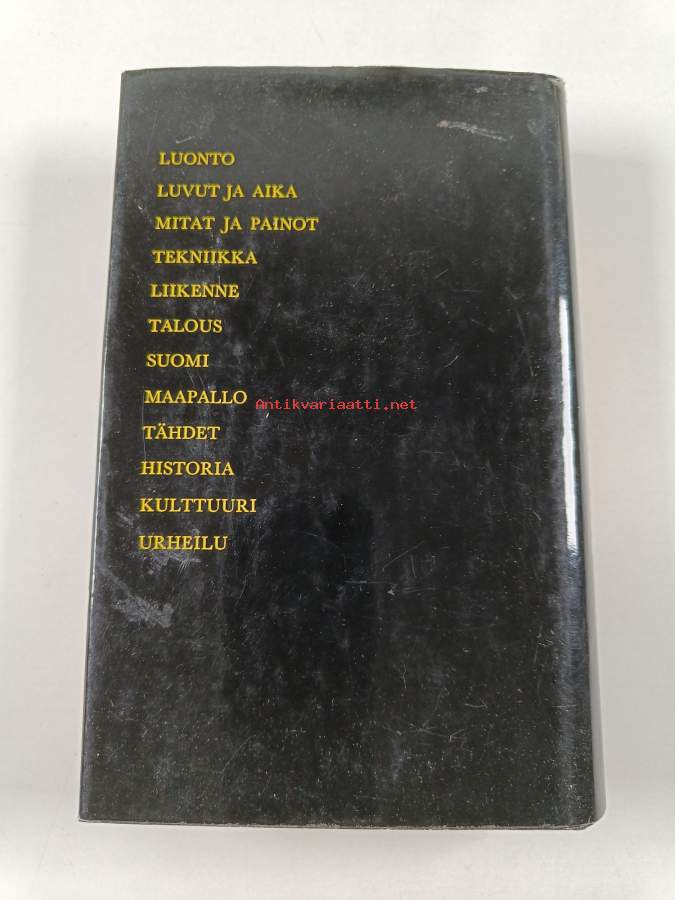 LUONTO
LUVUT JA AIKA
MITAT JA PAINOT
TEKNIIKKA
LIIKENNE
TALOUS
SUOMI
MAAPALLO
Antikvariaatti.net
TÄHDET
HISTORIA
KULTTUURI
URHEILU